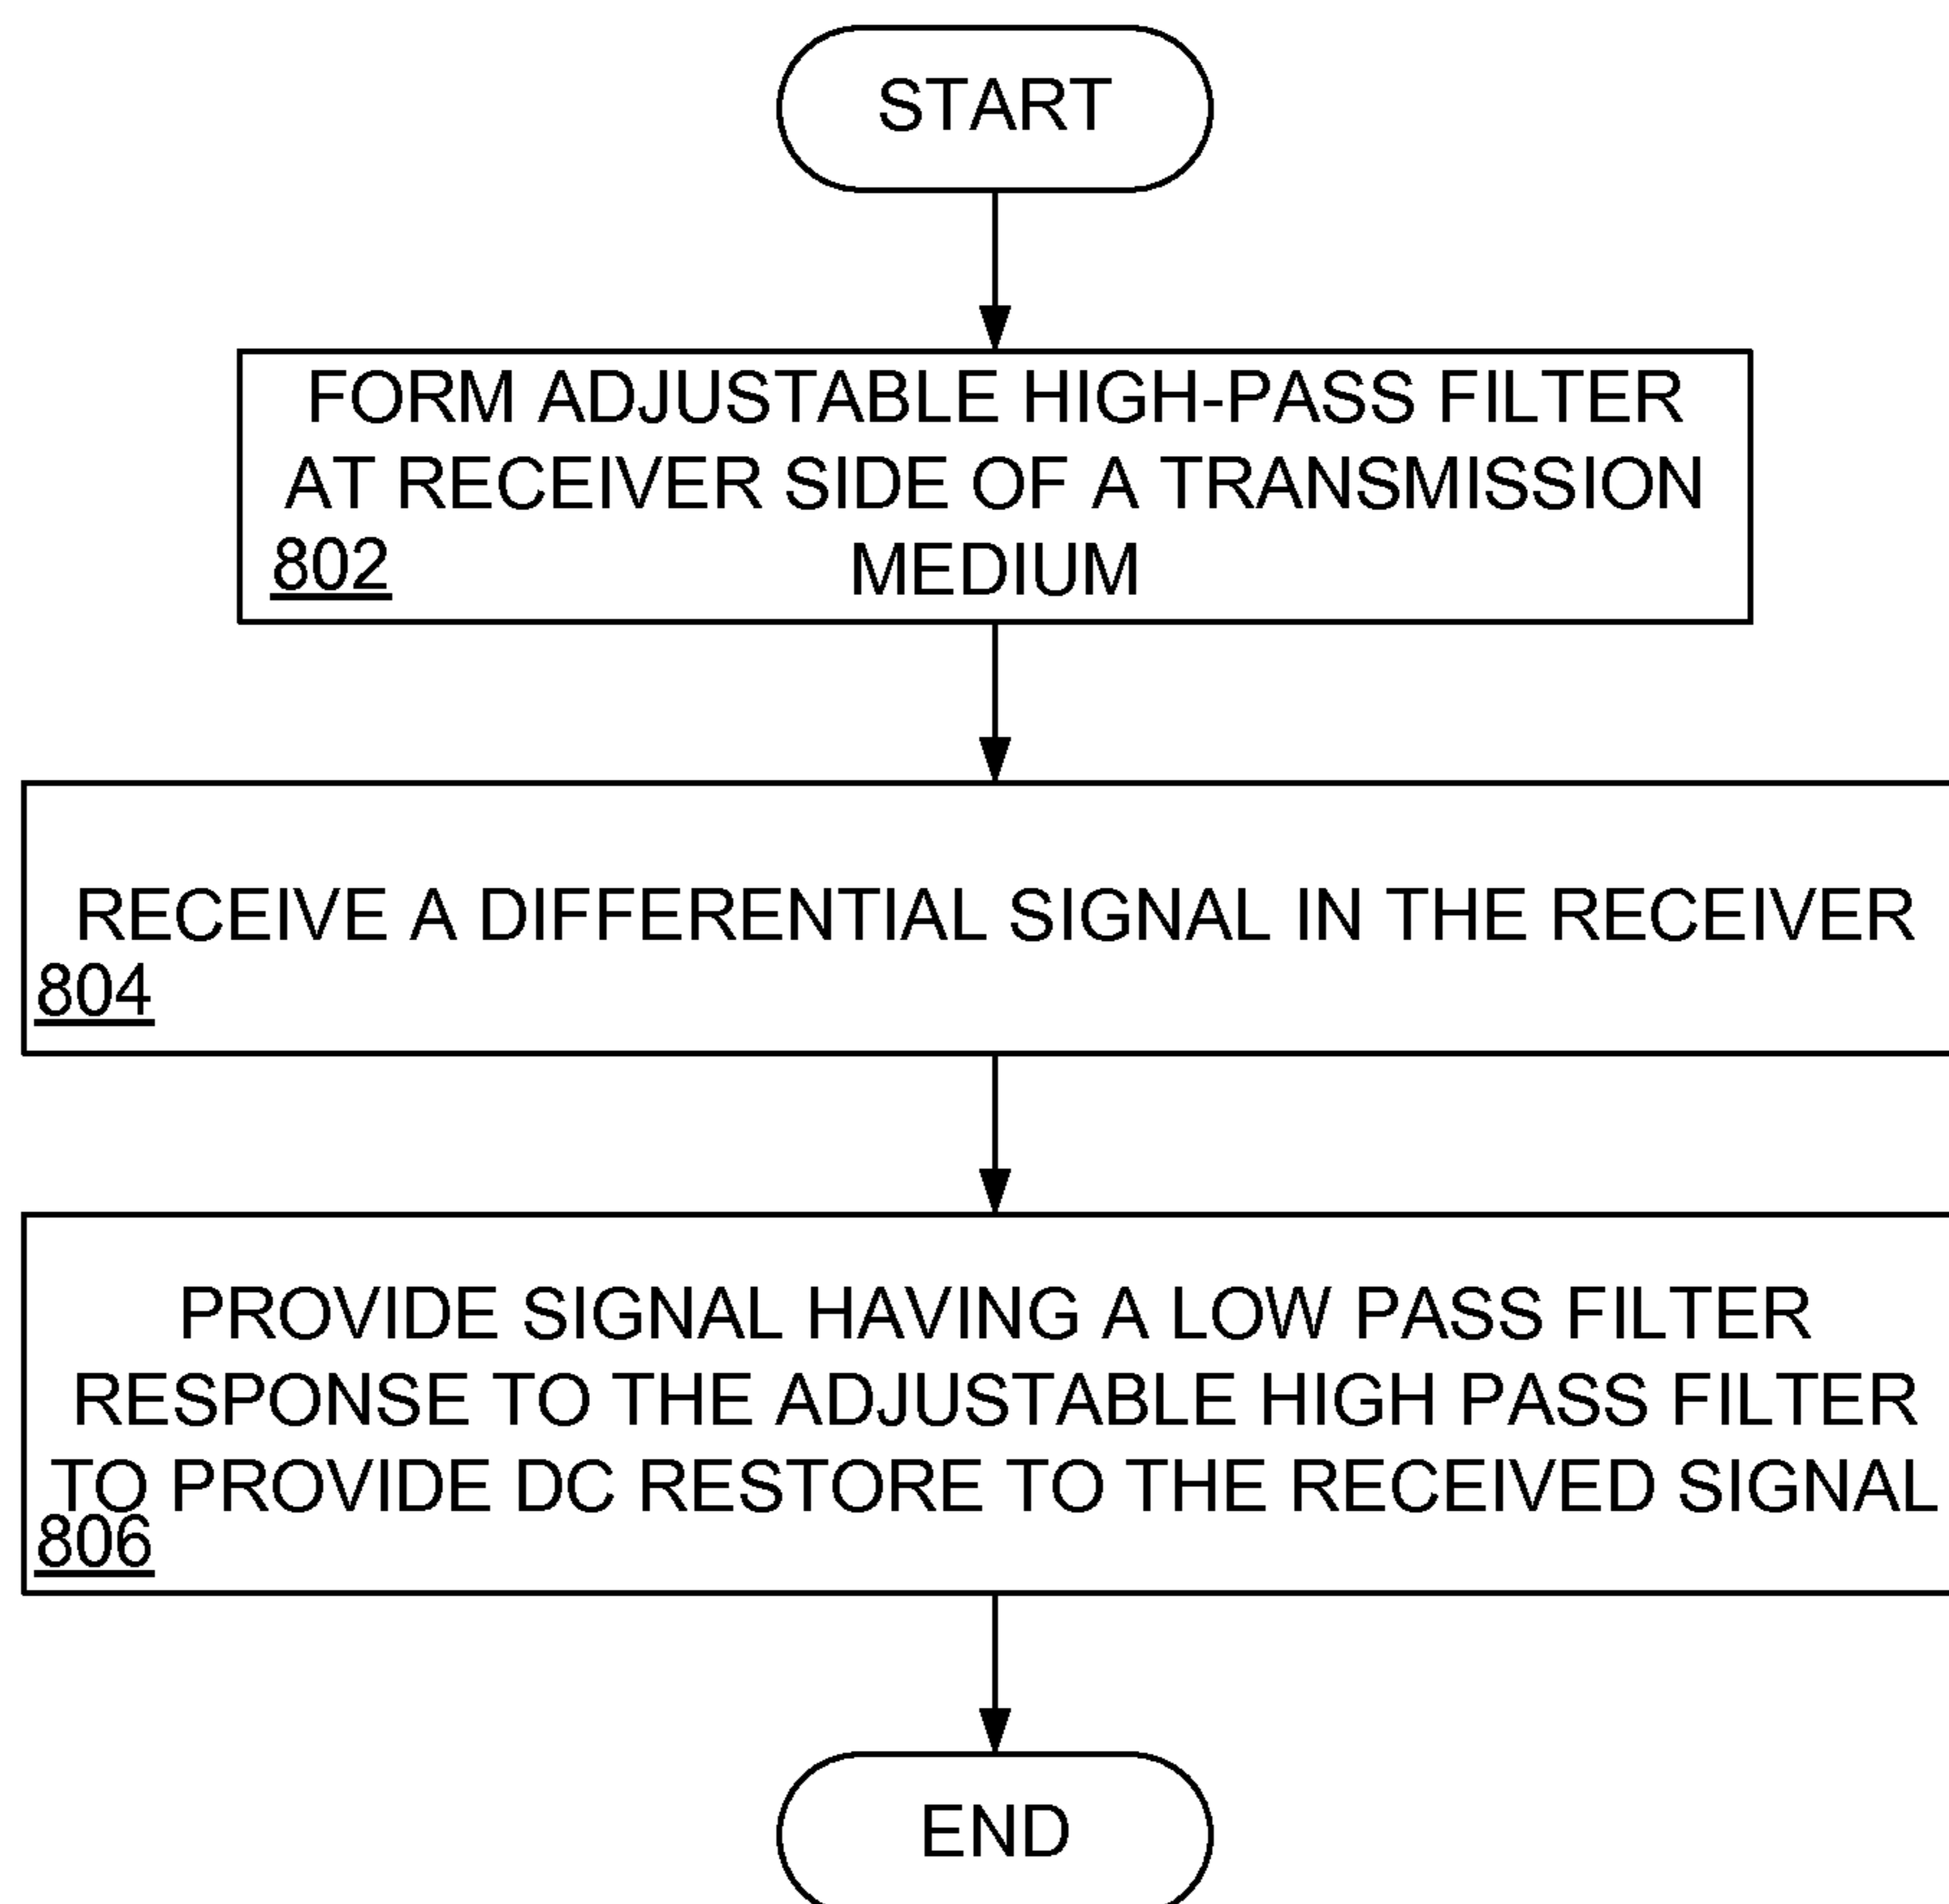 START
FORM ADJUSTABLE HIGH-PASS FILTER
AT RECEIVER SIDE OF A TRANSMISSION
MEDIUM
802
RECEIVE A DIFFERENTIAL SIGNAL IN THE RECEIVER
804
PROVIDE SIGNAL HAVING A LOW PASS FILTER
RESPONSE TO THE ADJUSTABLE HIGH PASS FILTER
TO PROVIDE DC RESTORE TO THE RECEIVED SIGNAL
806
END